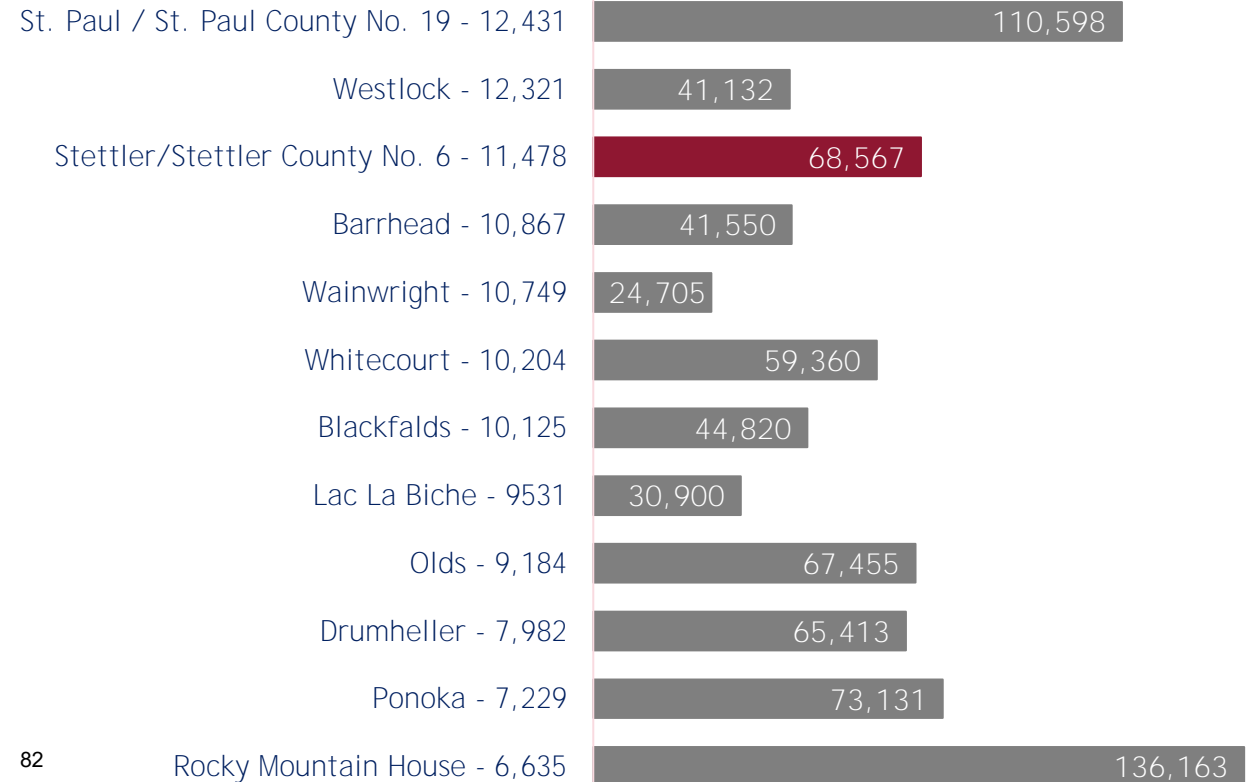 St. Paul / St. Paul County No. 19 - 12,431 110,598
Westlock - 12,321 41,132
Stettler/Stettler County No. 6 - 11,478 68,567
Barrhead - 10,867 41,550
Wainwright - 10,749 24,705
Whitecourt - 10,204 59,360
Blackfalds - 10,125 44,820
Lac La Biche - 9531 30,900
Olds - 9,184 67,455
Drumheller - 7,982 65,413
Ponoka - 7,229 73,131
82 Rocky Mountain House - 6,635 136,163